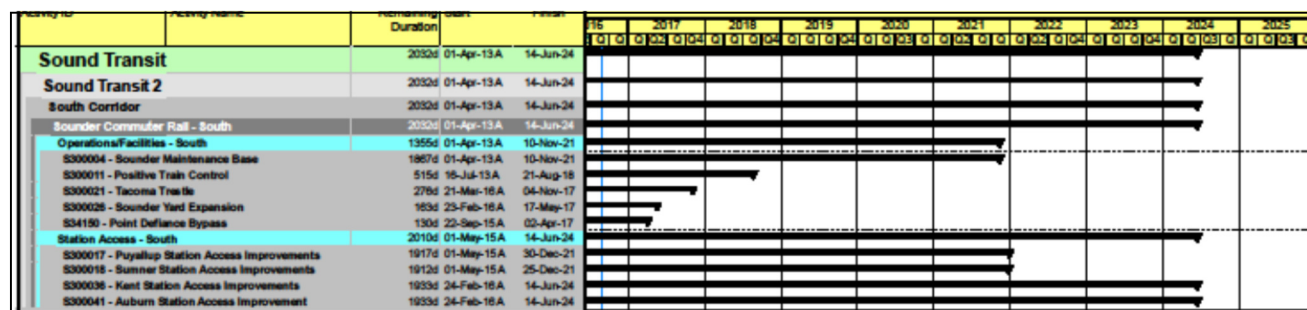 Activity ID Activity Name Remaining Duration Start Finish
16 2017 2018 2019 2020 2021 2022 2023 2024 2025
Sound Transit 2032d 01-Apr-13 A 14-Jun-24
Sound Transit 2 2032d 01-Apr-13 A 14-Jun-24
South Corridor 2032d 01-Apr-13 A 14-Jun-24
Sounder Commuter Rail - South 2032d 01-Apr-13 A 14-Jun-24
Operations/Facilities - South 1355d 01-Apr-13 A 10-Nov-21
S300004 - Sounder Maintenance Base 1867d 01-Apr-13 A 10-Nov-21
S300011 - Positive Train Control 515d 16-Jul-13 A 21-Aug-18
S300021 - Tacoma Trestle 276d 21-Mar-16 A 04-Nov-17
S300026 - Sounder Yard Expansion 163d 23-Feb-16 A 17-May-17
S34150 - Point Defiance Bypass 130d 22-Sep-15 A 02-Apr-17
Station Access - South 2010d 01-May-15 A 14-Jun-24
S300017 - Puyallup Station Access Improvements 1917d 01-May-15 A 30-Dec-21
S300018 - Sumner Station Access Improvements 1912d 01-May-15 A 25-Dec-21
S300036 - Kent Station Access Improvements 1933d 24-Feb-16 A 14-Jun-24
S300041 - Auburn Station Access Improvement 1933d 24-Feb-16 A 14-Jun-24